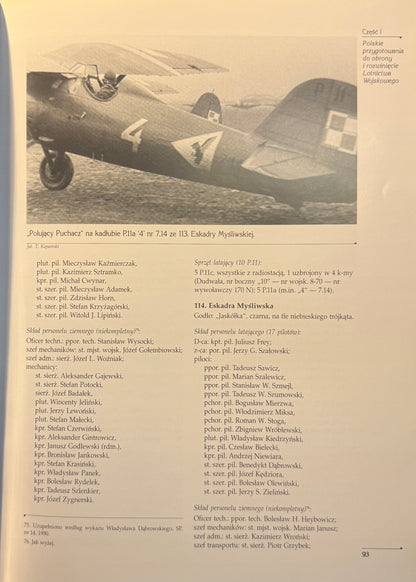 Część I
Polskie
przygotowania
do obrony
i rozwinięcie
Lotnictwa
Wojskowego
4
„Polujący Puchacz” na kadłubie P.11a '4' nr 7.14 ze 113. Eskadry Myśliwskiej.
fot. T. Kopański
plut. pil. Mieczysław Kaźmierczak,
plut. pil. Kazimierz Sztramko,
kpr. pil. Michał Cwynar,
st. szer. pil. Mieczysław Adamek,
st. szer. pil. Zdzisław Horn,
st. szer. pil. Stefan Krzyżagórski,
st. szer. pil. Witold J. Lipiński.
Skład personelu ziemnego (niekompletny)⁷⁶:
Oficer techn.: ppor. tech. Stanisław Wysocki;
szef mechaników: st. mjst. wojsk. Józef Gołembiowski;
szef adm.: sierż. Józef L. Woźniak;
mechanicy:
st. sierż. Aleksander Gajewski,
st. sierż. Stefan Potocki,
sierż. Józef Badałek,
plut. Wincenty Jeliński,
plut. Jerzy Lewoński,
plut. Stefan Małecki,
kpr. Stefan Czerwiński,
kpr. Aleksander Gintrowicz,
kpr. Janusz Godlewski (rdm.),
kpr. Bronisław Jankowski,
kpr. Stefan Krasiński,
kpr. Władysław Panek,
kpr. Bolesław Rydelek,
kpr. Tadeusz Szlenkier,
kpr. Józef Zygnerski.
75. Uzupełniono według wykazu Władysława Dąbrowskiego, SP,
nr 14, 1990.
76. Jak wyżej.
Sprzęt latający (10 P.11):
5 P.11c, wszystkie z radiostacją, 1 uzbrojony w 4 k-my
(Dudwała, nr boczny „10” — nr wojsk. 8-70 — nr
wywoławczy 170 N); 5 P.11a (m.in. „4” — 7.14).
114. Eskadra Myśliwska
Godło: „Jaskółka”, czarna, na tle niebieskiego trójkąta.
Skład personelu latającego (17 pilotów):
D-ca: kpt. pil. Juliusz Frey;
z-ca: por. pil. Jerzy G. Szałowski;
piloci:
ppor. pil. Tadeusz Sawicz,
ppor. pil. Marian Szalewicz,
ppor. pil. Stanisław W. Szmejl,
ppor. pil. Tadeusz W. Szumowski,
pchor. pil. Bogusław Mierzwa,
pchor. pil. Włodzimierz Miksa,
pchor. pil. Roman W. Stoga,
pchor. pil. Zbigniew Wróblewski,
plut. pil. Władysław Kiedrzyński,
kpr. pil. Jan Cieślik,
kpr. pil. Andrzej Niewiara,
st. szer. pil. Benedykt Dąbrowski,
st. szer. pil. Józef Kędziora,
st. szer. pil. Bolesław Olewiński,
st. szer. pil. Jerzy S. Zieliński.
Skład personelu ziemnego (niekompletny):
Oficer techn.: ppor. tech. Bolesław H. Heybowicz;
szef mechaników: st. mjst. wojsk. Marian Janusz;
szef adm.: st. sierż. Kazimierz Wroński;
szef transportu: st. sierż. Piotr Grzybek;
93